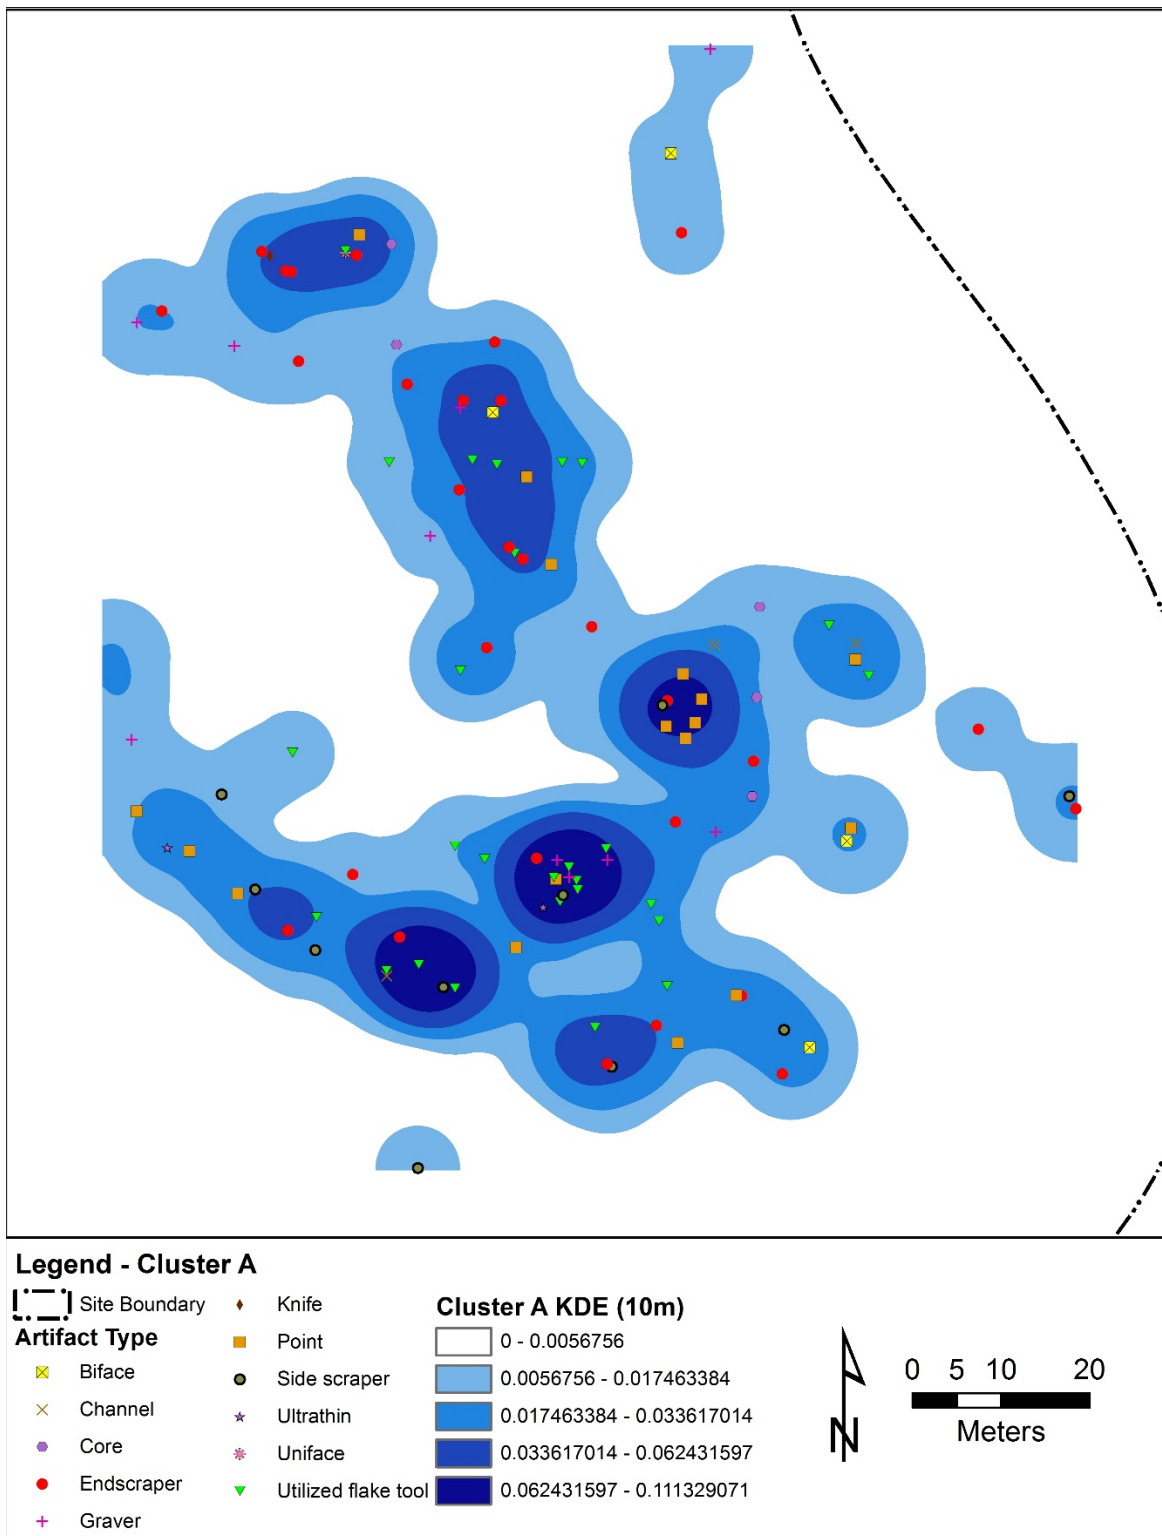 Legend - Cluster A
Site Boundary
Artifact Type
Biface
Channel
Core
Endscraper
Graver
Knife
Point
Side scraper
Ultrathin
Uniface
Utilized flake tool
Cluster A KDE (10m)
0 - 0.0056756
0.0056756 - 0.017463384
0.017463384 - 0.033617014
0.033617014 - 0.062431597
0.062431597 - 0.111329071
N
0 5 10 20
Meters